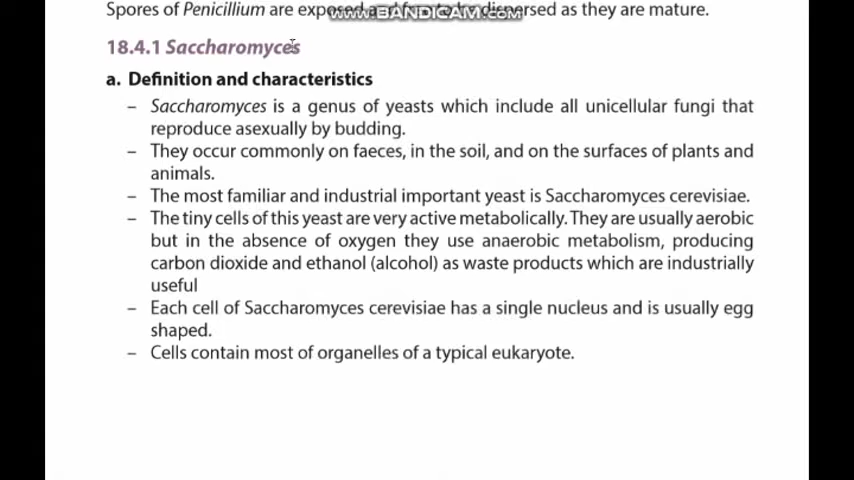 Spores of Penicillium are exposed dispersed as they are mature.
www.BANDICAM.com
18.4.1 Saccharomyces
a. Definition and characteristics
– Saccharomyces is a genus of yeasts which include all unicellular fungi that
reproduce asexually by budding.
– They occur commonly on faeces, in the soil, and on the surfaces of plants and
animals.
– The most familiar and industrial important yeast is Saccharomyces cerevisiae.
– The tiny cells of this yeast are very active metabolically. They are usually aerobic
but in the absence of oxygen they use anaerobic metabolism, producing
carbon dioxide and ethanol (alcohol) as waste products which are industrially
useful
– Each cell of Saccharomyces cerevisiae has a single nucleus and is usually egg
shaped.
– Cells contain most of organelles of a typical eukaryote.